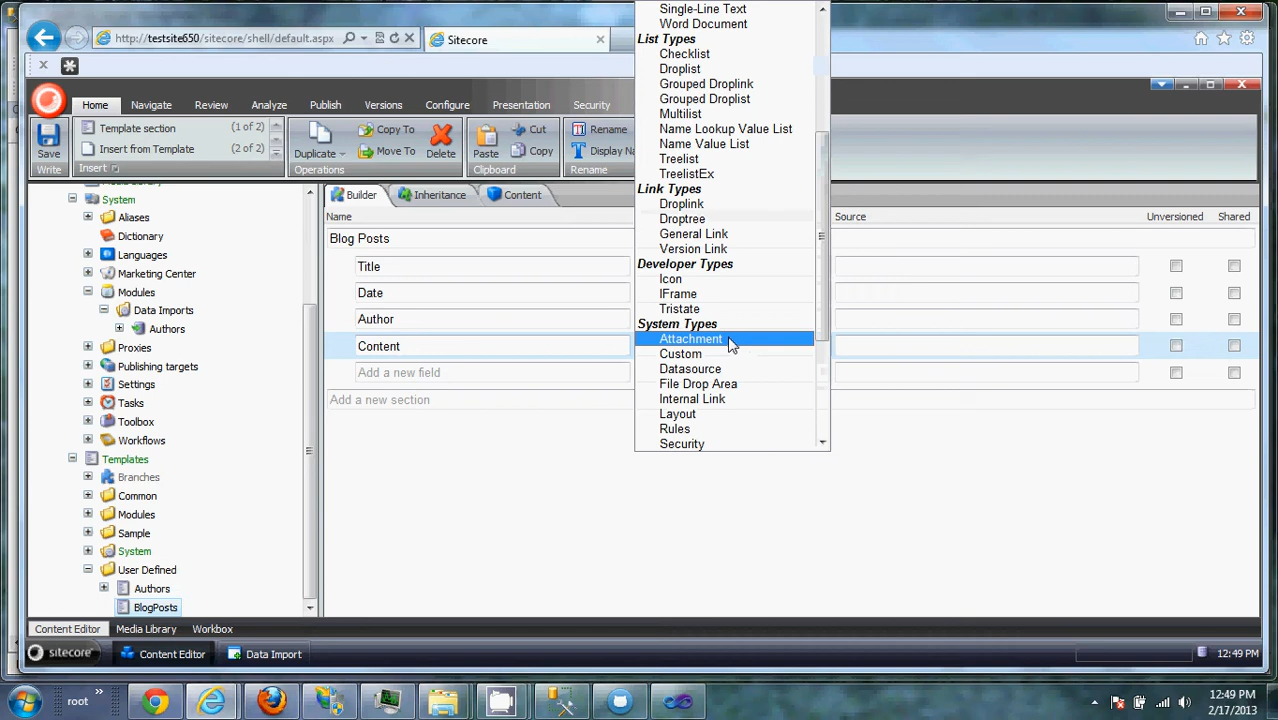 Single-Line Text
Word Document
http://testsite650/sitecore/shell/default.aspx
Sitecore
List Types
Checklist
Droplist
Grouped Droplink
Grouped Droplist
Multilist
Name Lookup Value List
Name Value List
Treelist
TreelistEx
Link Types
Droplink
Droptree
General Link
Version Link
Developer Types
Icon
IFrame
Tristate
System Types
Attachment
Custom
Datasource
File Drop Area
Internal Link
Layout
Rules
Security
Home Navigate Review Analyze Publish Versions Configure Presentation Security
Save
Write
Template section (1 of 2)
Insert from Template (2 of 2)
Insert
Duplicate
Copy To
Move To
Delete
Operations
Paste
Cut
Copy
Clipboard
Rename
Display Na
Rename
System
Aliases
Dictionary
Languages
Marketing Center
Modules
Data Imports
Authors
Proxies
Publishing targets
Settings
Tasks
Toolbox
Workflows
Templates
Branches
Common
Modules
Sample
System
User Defined
Authors
BlogPosts
Builder Inheritance Content
Name Source Unversioned Shared
Blog Posts
Title
Date
Author
Content
Add a new field
Add a new section
Content Editor Media Library Workbox
sitecore Content Editor Data Import 12:49 PM
root
12:49 PM
2/17/2013